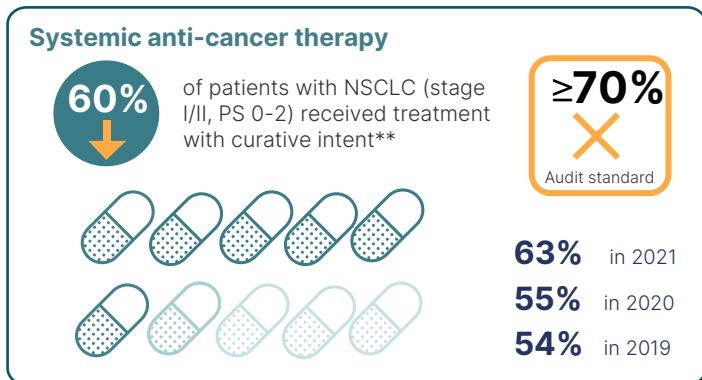 Systemic anti-cancer therapy
60%
of patients with NSCLC (stage
I/II, PS 0-2) received treatment
with curative intent**
≥70%
Audit standard
63% in 2021
55% in 2020
54% in 2019